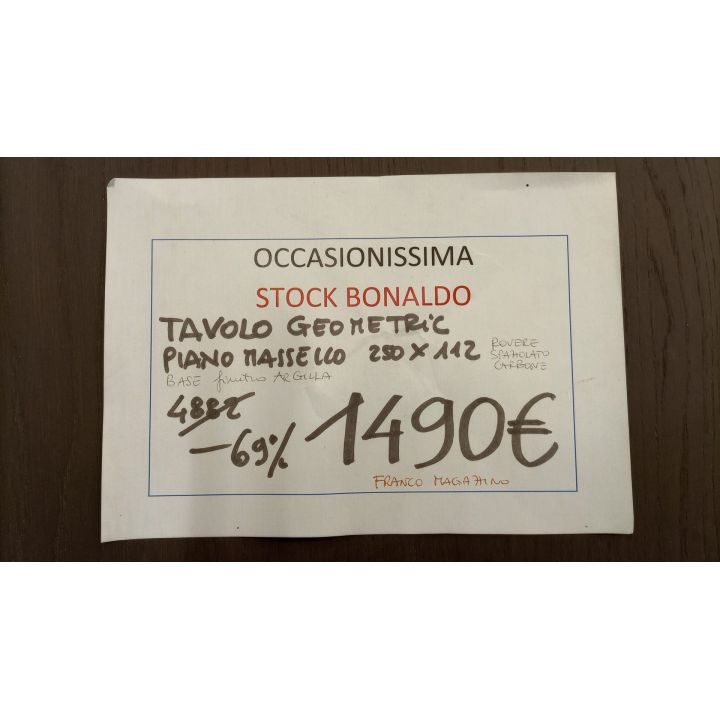 OCCASIONISSIMA
STOCK BONALDO
TAVOLO GEOMETRIC
PIANO MASSELLO 250 X 112
ROVERE
SPAZZOLATO
CARBONE
BASE finitura ARGILLA
4882
-69%
1490€
FRANCO MAGAZZINO